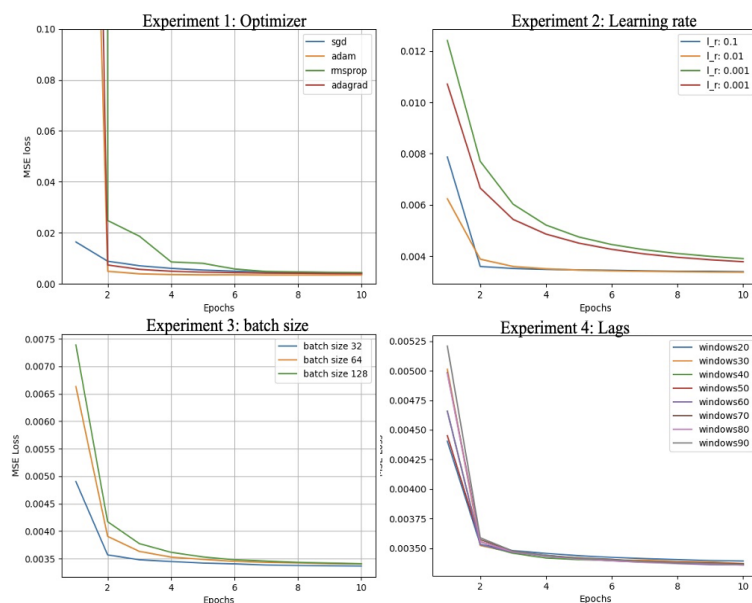 Experiment 1: Optimizer
0.10
0.08
0.06
0.04
0.02
0.00
MSE loss
2 4 6 8 10
Epochs
sgd
adam
rmsprop
adagrad
Experiment 2: Learning rate
0.012
0.010
0.008
0.006
0.004
2 4 6 8 10
Epochs
l_r: 0.1
l_r: 0.01
l_r: 0.001
l_r: 0.001
Experiment 3: batch size
0.0075
0.0070
0.0065
0.0060
0.0055
0.0050
0.0045
0.0040
0.0035
MSE Loss
2 4 6 8 10
Epochs
batch size 32
batch size 64
batch size 128
Experiment 4: Lags
0.00525
0.00500
0.00475
0.00450
0.00425
0.00400
0.00375
0.00350
MSE Loss
2 4 6 8 10
Epochs
windows20
windows30
windows40
windows50
windows60
windows70
windows80
windows90